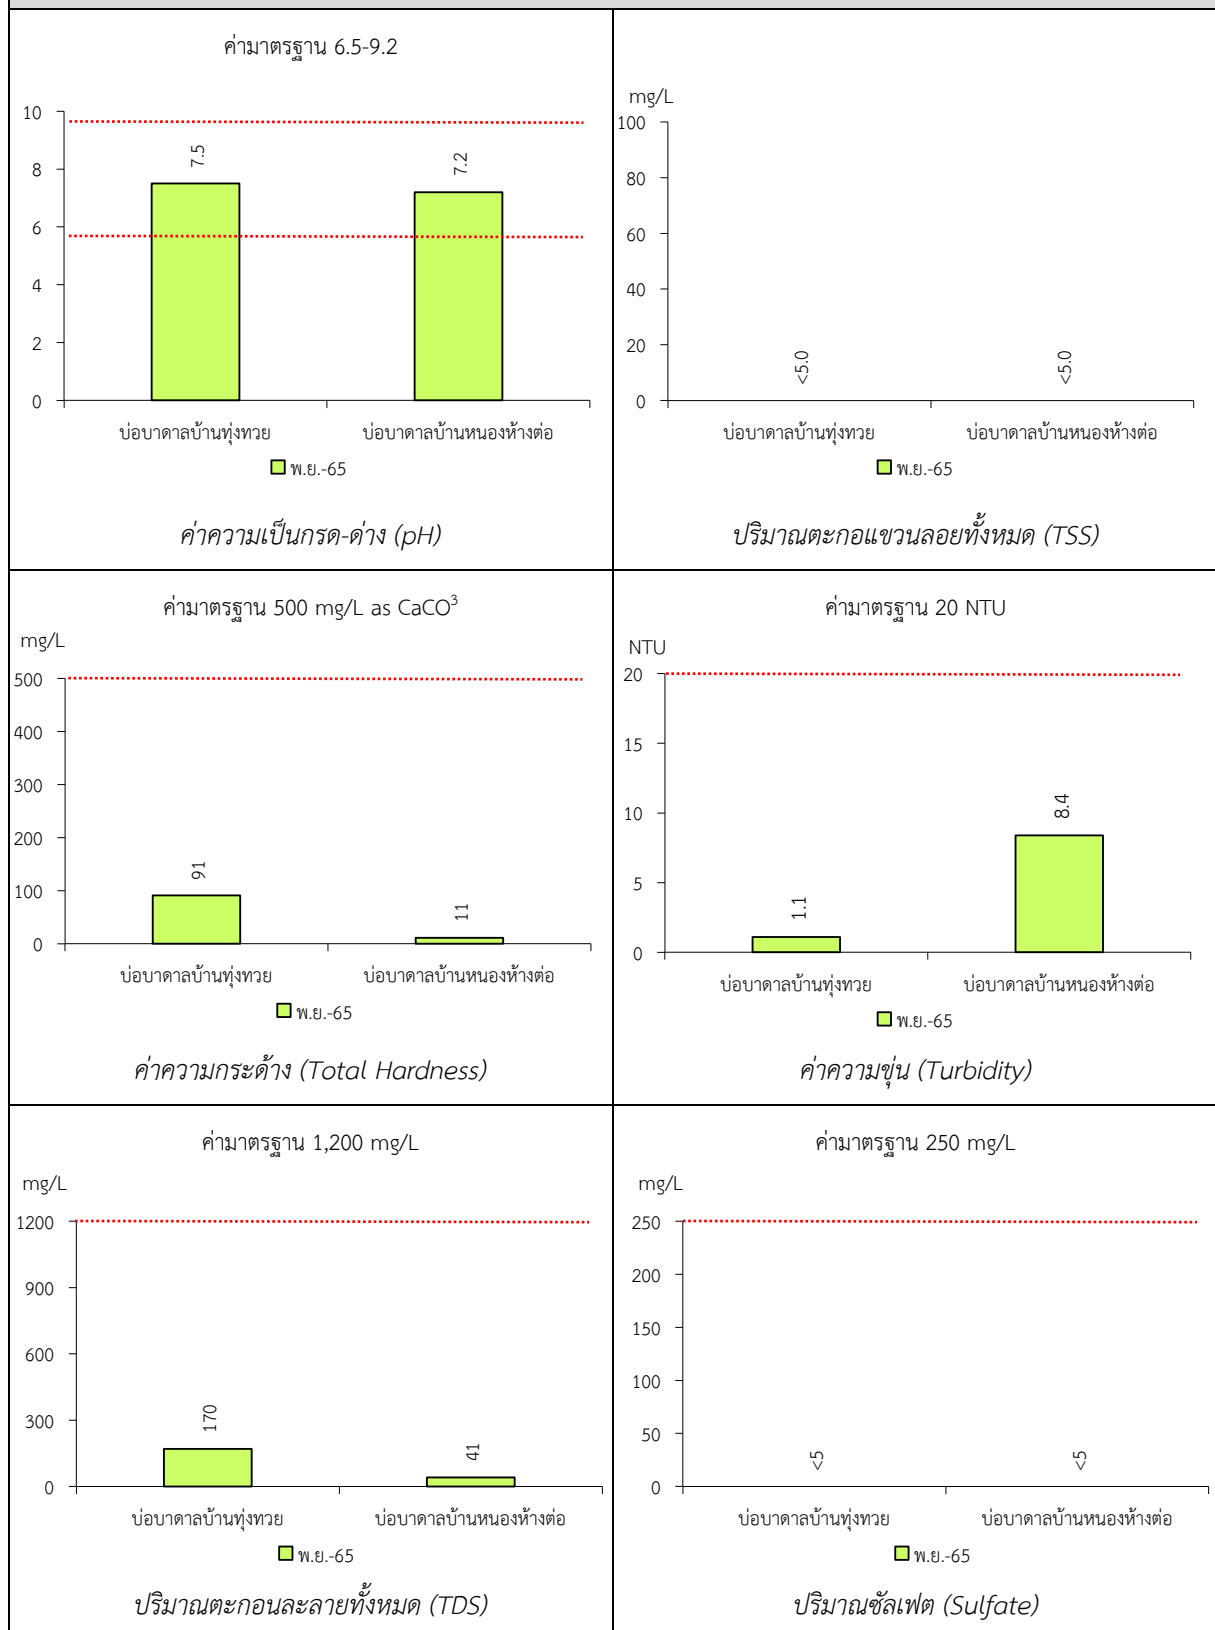 ค่ามาตรฐาน 6.5-9.2
10
8
6
4
2
0
7.5
7.2
บ่อบาดาลบ้านทุ่งทวย
บ่อบาดาลบ้านหนองห้างต่อ
พ.ย.-65
ค่าความเป็นกรด-ด่าง (pH)
mg/L
100
80
60
40
20
0
<5.0
<5.0
บ่อบาดาลบ้านทุ่งทวย
บ่อบาดาลบ้านหนองห้างต่อ
พ.ย.-65
ปริมาณตะกอแขวนลอยทั้งหมด (TSS)
ค่ามาตรฐาน 500 mg/L as CaCO³
mg/L
500
400
300
200
100
0
91
11
บ่อบาดาลบ้านทุ่งทวย
บ่อบาดาลบ้านหนองห้างต่อ
พ.ย.-65
ค่าความกระด้าง (Total Hardness)
ค่ามาตรฐาน 20 NTU
NTU
20
15
10
5
0
1.1
8.4
บ่อบาดาลบ้านทุ่งทวย
บ่อบาดาลบ้านหนองห้างต่อ
พ.ย.-65
ค่าความขุ่น (Turbidity)
ค่ามาตรฐาน 1,200 mg/L
mg/L
1200
900
600
300
0
170
41
บ่อบาดาลบ้านทุ่งทวย
บ่อบาดาลบ้านหนองห้างต่อ
พ.ย.-65
ปริมาณตะกอนละลายทั้งหมด (TDS)
ค่ามาตรฐาน 250 mg/L
mg/L
250
200
150
100
50
0
<5
<5
บ่อบาดาลบ้านทุ่งทวย
บ่อบาดาลบ้านหนองห้างต่อ
พ.ย.-65
ปริมาณซัลเฟต (Sulfate)